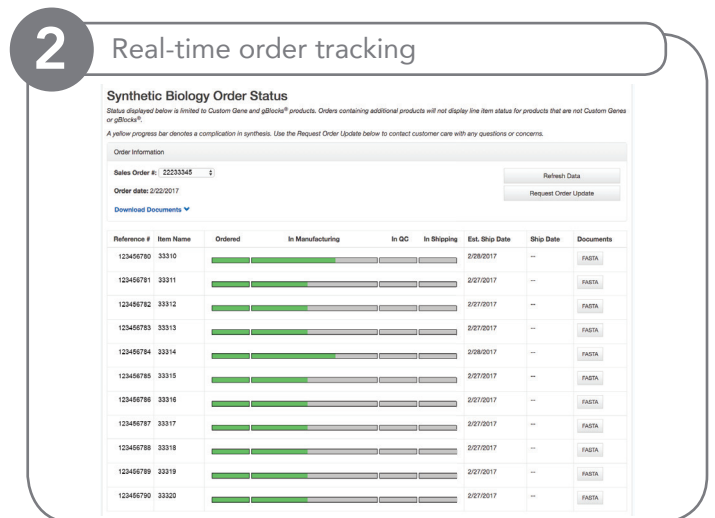 2
Real-time order tracking
Synthetic Biology Order Status
Status displayed below is limited to Custom Gene and gBlocks® products. Orders containing additional products will not display line item status for products that are not Custom Genes
or gBlocks®.
A yellow progress bar denotes a complication in synthesis. Use the Request Order Update below to contact customer care with any questions or concerns.
Order Information
Sales Order #: 22233345
Refresh Data
Order date: 2/22/2017
Request Order Update
Download Documents
Reference # Item Name Ordered In Manufacturing In QC In Shipping Est. Ship Date Ship Date Documents
123456780 33310 2/28/2017 -- FASTA
123456781 33311 2/27/2017 -- FASTA
123456782 33312 2/27/2017 -- FASTA
123456783 33313 2/27/2017 -- FASTA
123456784 33314 2/28/2017 -- FASTA
123456785 33315 2/27/2017 -- FASTA
123456786 33316 2/27/2017 -- FASTA
123456787 33317 2/27/2017 -- FASTA
123456788 33318 2/27/2017 -- FASTA
123456789 33319 2/27/2017 -- FASTA
123456790 33320 2/27/2017 -- FASTA